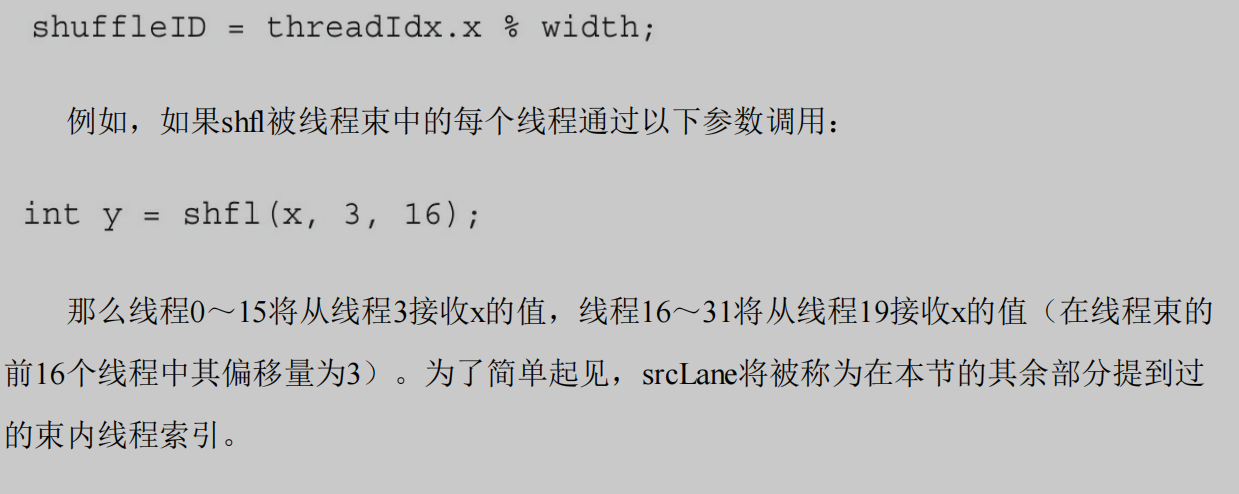 shuffleID = threadIdx.x % width;
例如，如果shfl被线程束中的每个线程通过以下参数调用：
int y = shfl(x, 3, 16);
那么线程0～15将从线程3接收x的值，线程16～31将从线程19接收x的值（在线程束的
前16个线程中其偏移量为3）。为了简单起见，srcLane将被称为在本节的其余部分提到过
的束内线程索引。